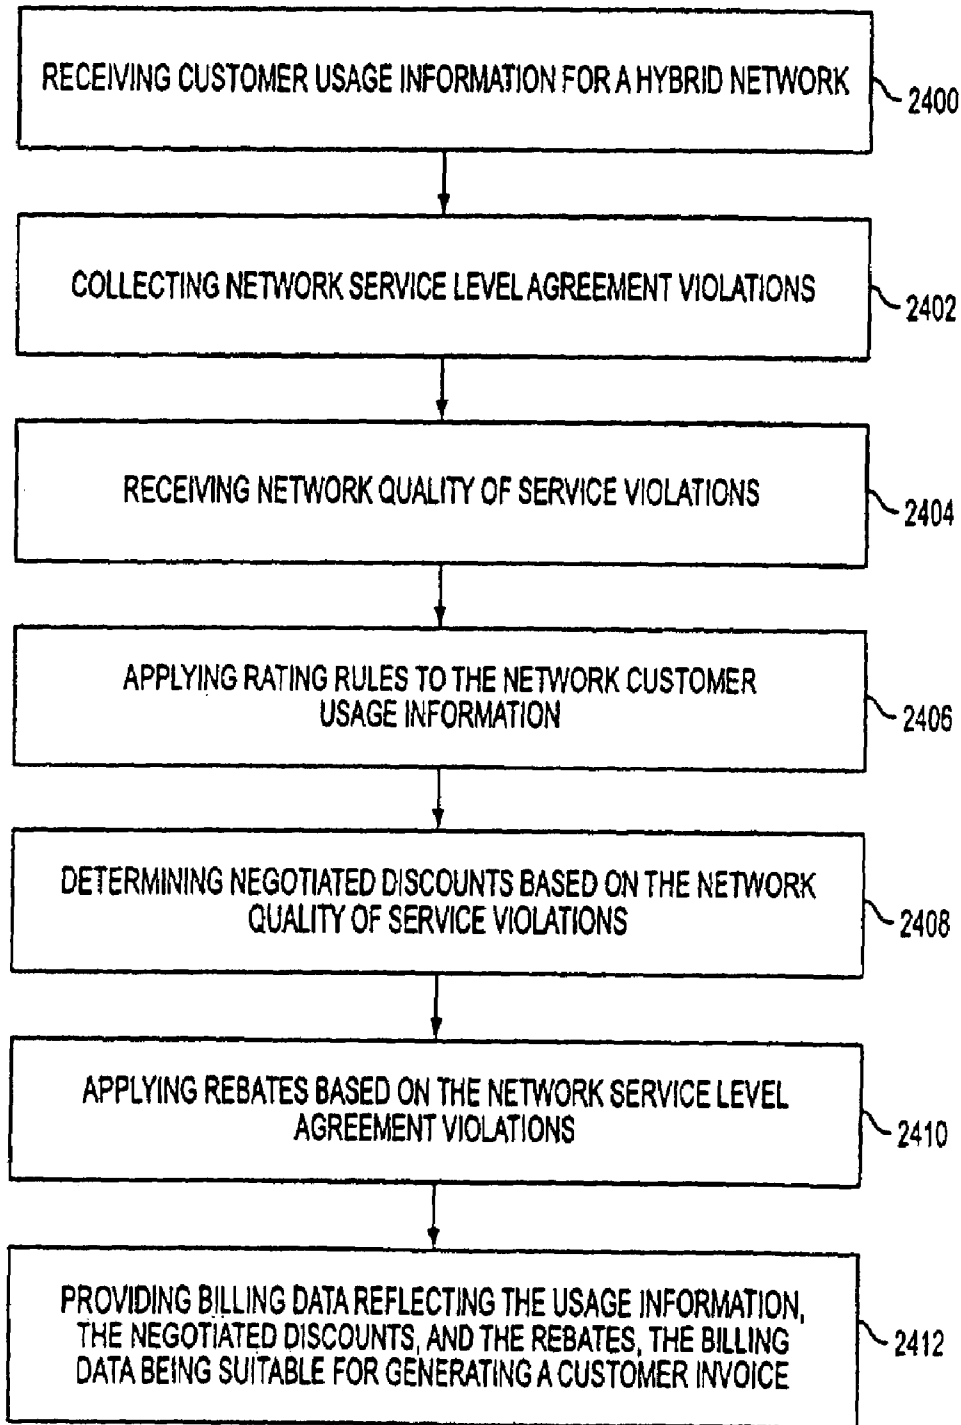 RECEIVING CUSTOMER USAGE INFORMATION FOR A HYBRID NETWORK
2400
COLLECTING NETWORK SERVICE LEVEL AGREEMENT VIOLATIONS
2402
RECEIVING NETWORK QUALITY OF SERVICE VIOLATIONS
2404
APPLYING RATING RULES TO THE NETWORK CUSTOMER
USAGE INFORMATION
2406
DETERMINING NEGOTIATED DISCOUNTS BASED ON THE NETWORK
QUALITY OF SERVICE VIOLATIONS
2408
APPLYING REBATES BASED ON THE NETWORK SERVICE LEVEL
AGREEMENT VIOLATIONS
2410
PROVIDING BILLING DATA REFLECTING THE USAGE INFORMATION,
THE NEGOTIATED DISCOUNTS, AND THE REBATES, THE BILLING
DATA BEING SUITABLE FOR GENERATING A CUSTOMER INVOICE
2412